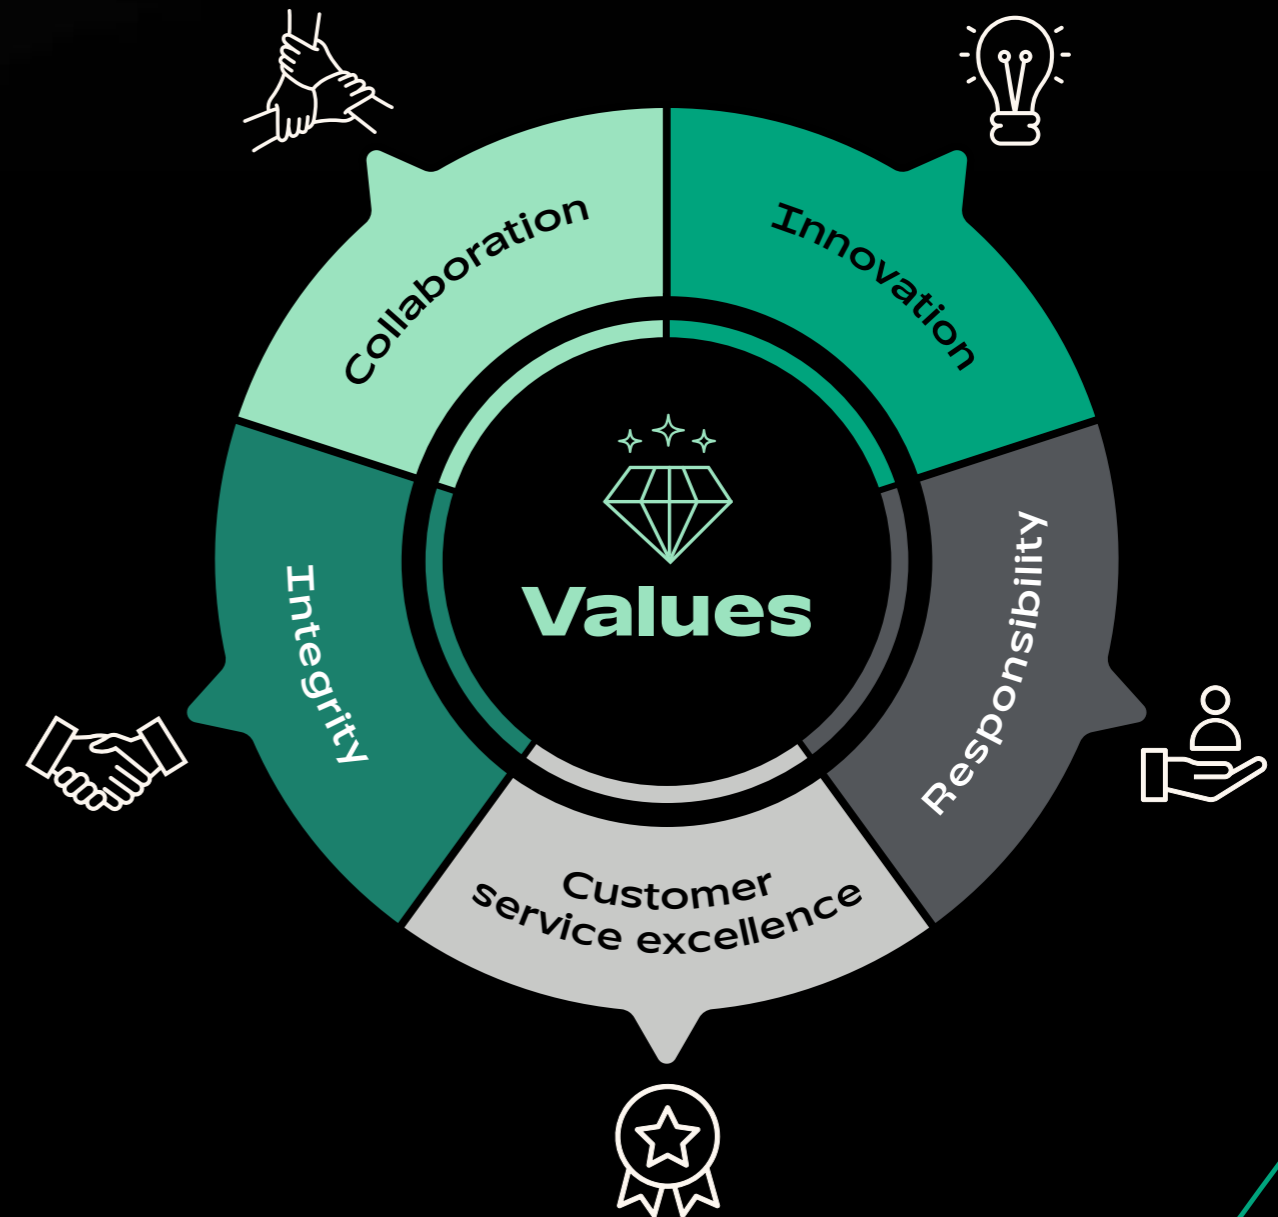 Collaboration
Innovation
Values
Integrity
Responsibility
Customer
service excellence